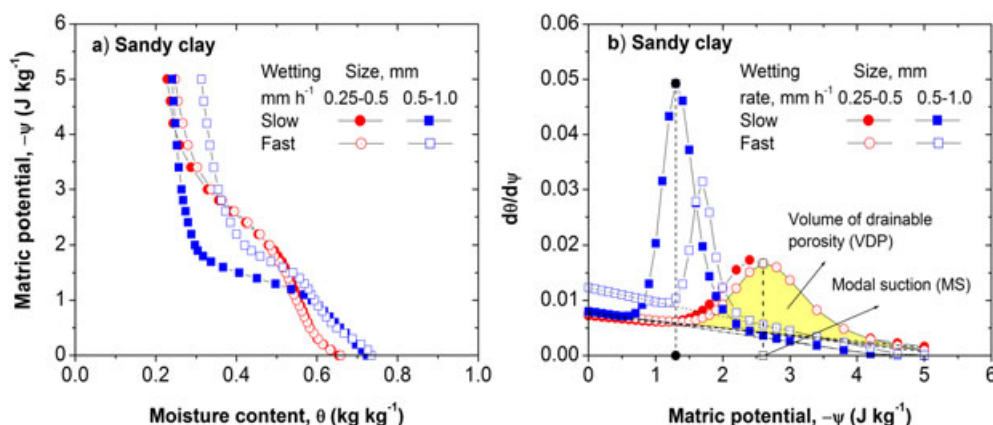 a) Sandy clay
Wetting Size, mm
mm h-1 0.25-0.5 0.5-1.0
Slow
Fast
Matric potential, −ψ (J kg-1)
6
5
4
3
2
1
0
0.0 0.2 0.4 0.6 0.8 1.0
Moisture content, θ (kg kg-1)
b) Sandy clay
Wetting Size, mm
rate, mm h-1 0.25-0.5 0.5-1.0
Slow
Fast
Volume of drainable
porosity (VDP)
Modal suction (MS)
dθ/dψ
0.06
0.05
0.04
0.03
0.02
0.01
0.00
0 1 2 3 4 5 6
Matric potential, −ψ (J kg-1)